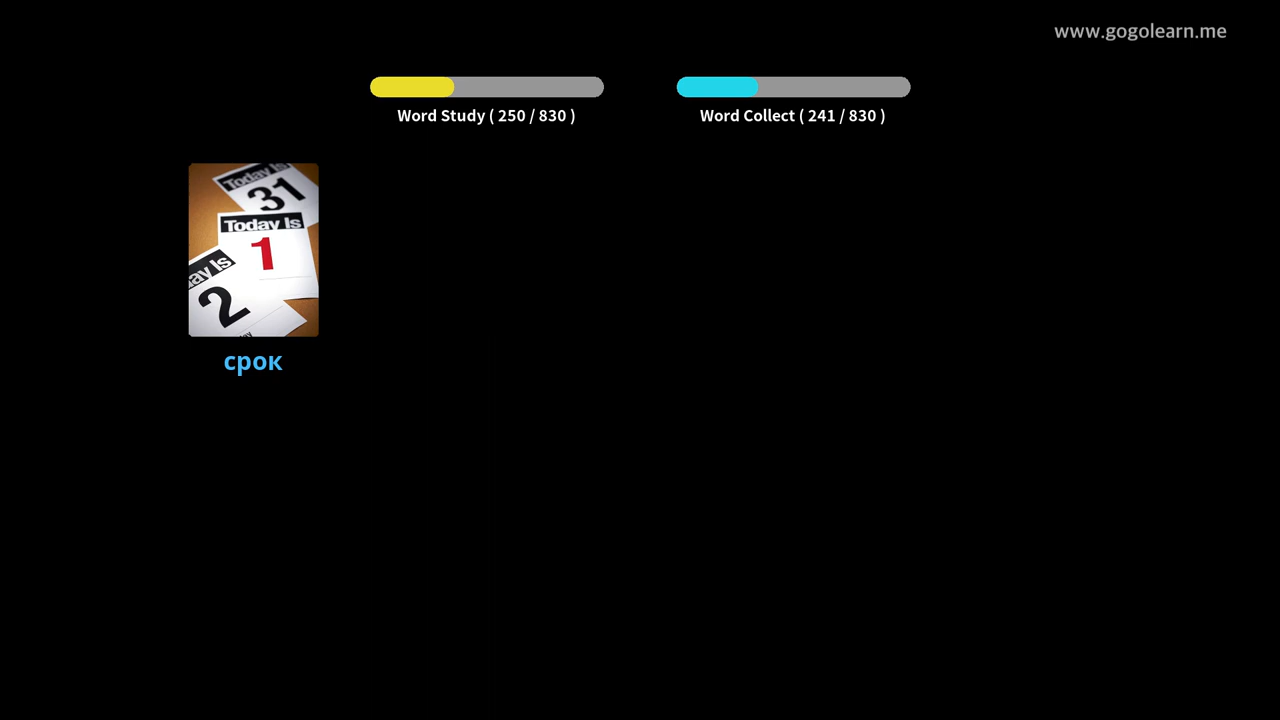 www.gogolearn.me
Word Study ( 250 / 830 )
Word Collect ( 241 / 830 )
Today Is
31
Today Is
1
ay Is
2
срок